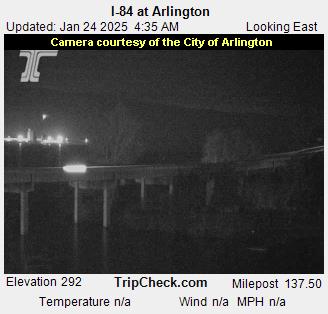 I-84 at Arlington
Updated: Jan 24 2025 4:35 AM Looking East
Camera courtesy of the City of Arlington
Elevation 292 TripCheck.com Milepost 137.50
Temperature n/a Wind n/a MPH n/a